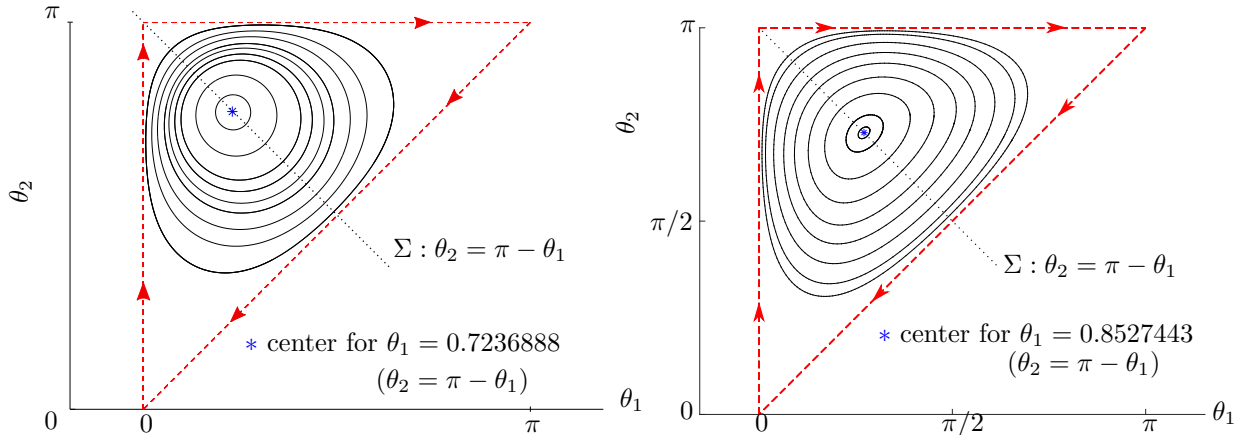 π
θ₂
Σ : θ₂ = π − θ₁
* center for θ₁ = 0.7236888
(θ₂ = π − θ₁)
0
0
π
θ₁
π
θ₂
π/2
Σ : θ₂ = π − θ₁
* center for θ₁ = 0.8527443
(θ₂ = π − θ₁)
0
0
π/2
π
θ₁